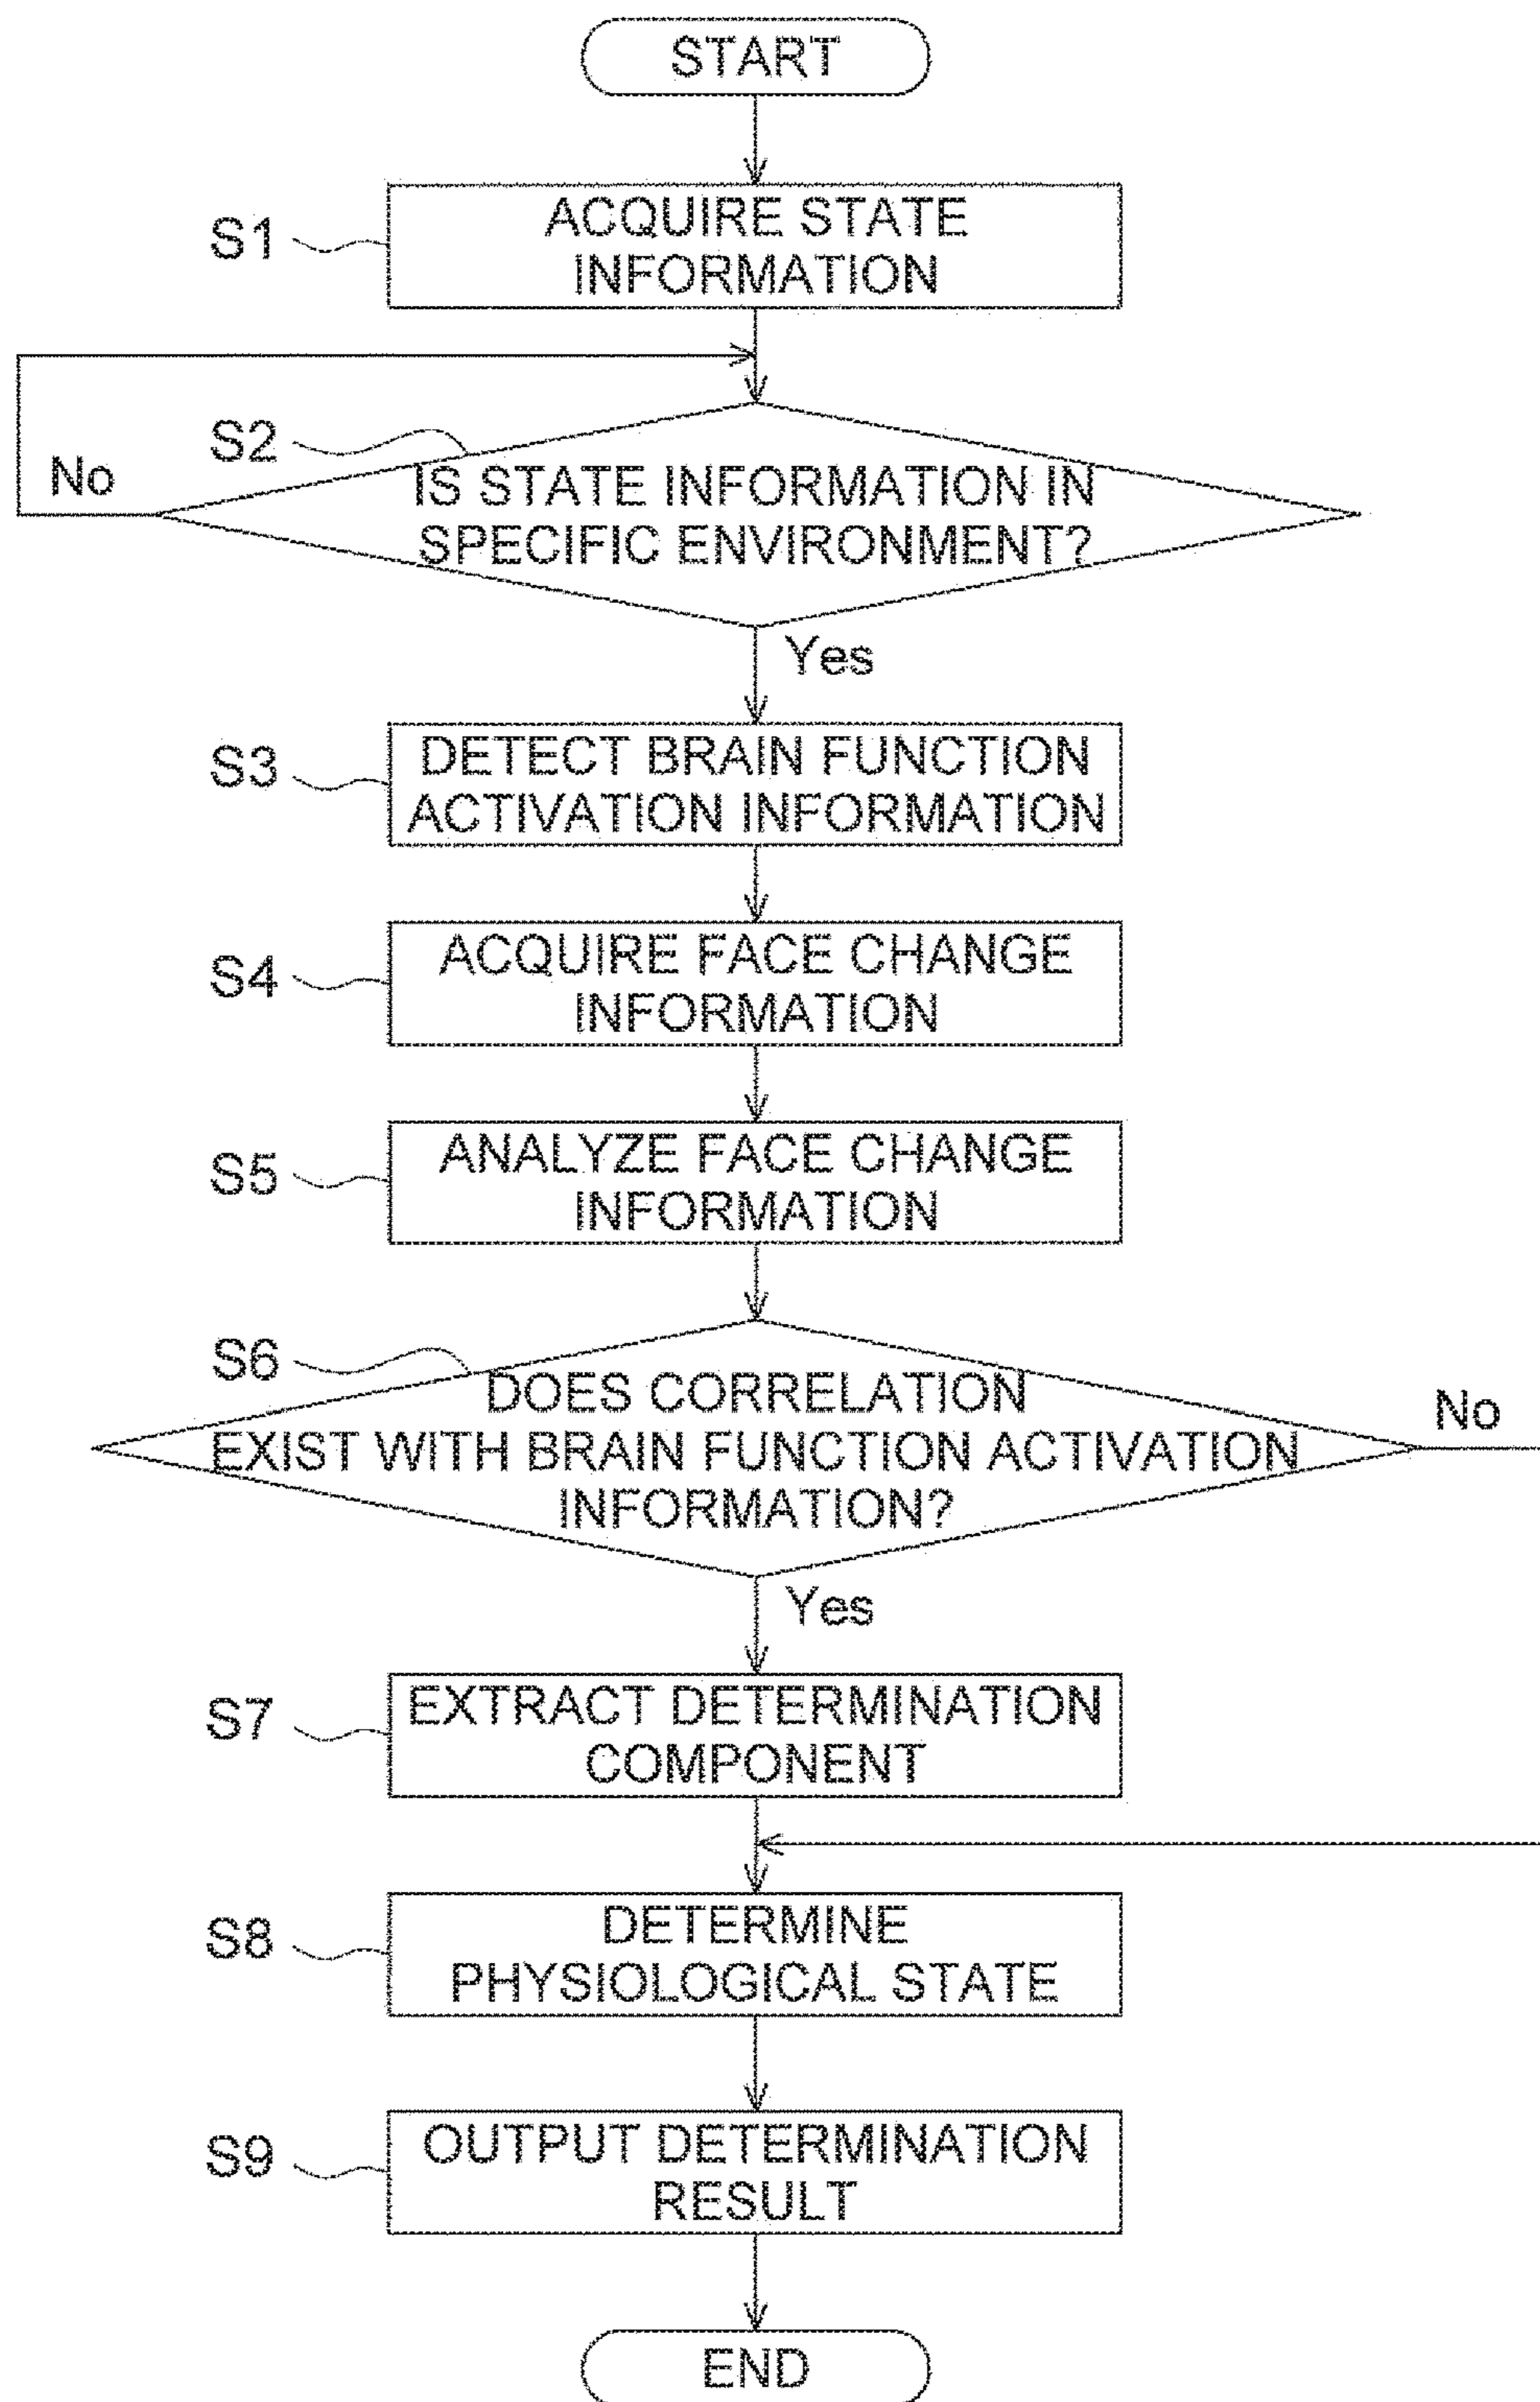 START
S1
ACQUIRE STATE
INFORMATION
S2
No
IS STATE INFORMATION IN
SPECIFIC ENVIRONMENT?
Yes
S3
DETECT BRAIN FUNCTION
ACTIVATION INFORMATION
S4
ACQUIRE FACE CHANGE
INFORMATION
S5
ANALYZE FACE CHANGE
INFORMATION
S6
DOES CORRELATION
EXIST WITH BRAIN FUNCTION ACTIVATION
INFORMATION?
No
Yes
S7
EXTRACT DETERMINATION
COMPONENT
S8
DETERMINE
PHYSIOLOGICAL STATE
S9
OUTPUT DETERMINATION
RESULT
END